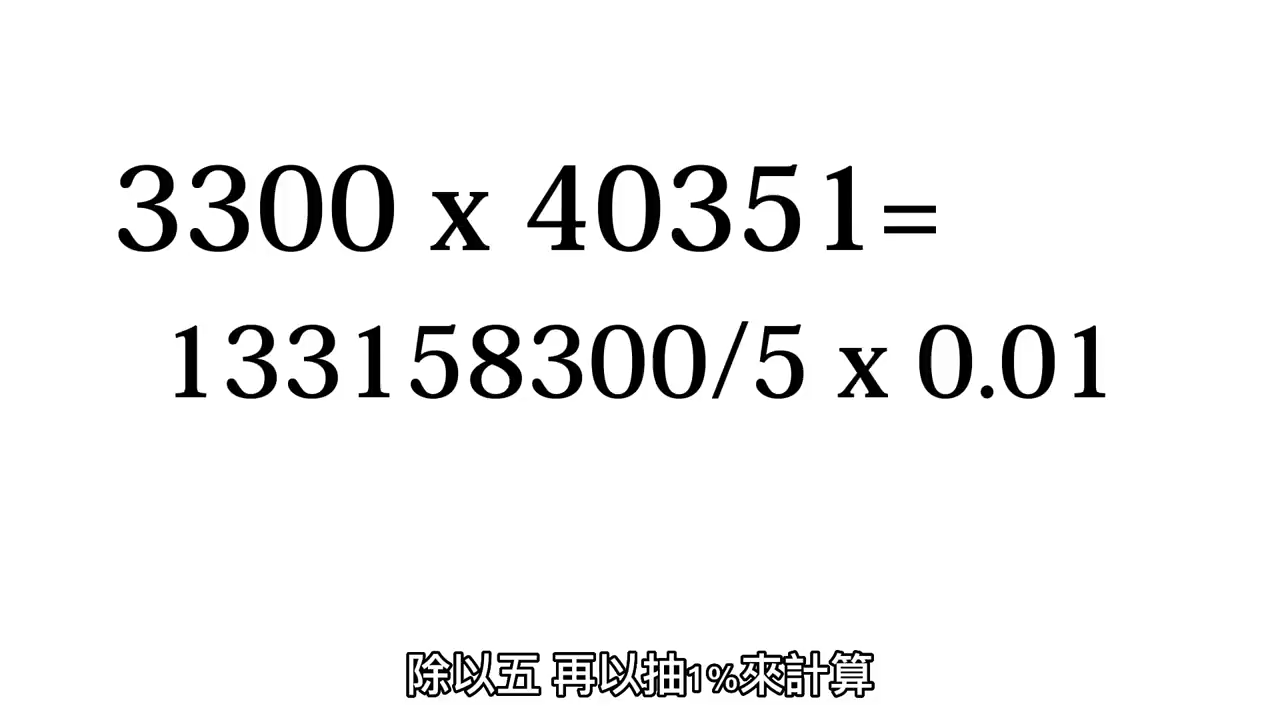 3300 x 40351=
133158300/5 x 0.01
除以五 再以抽1%來計算